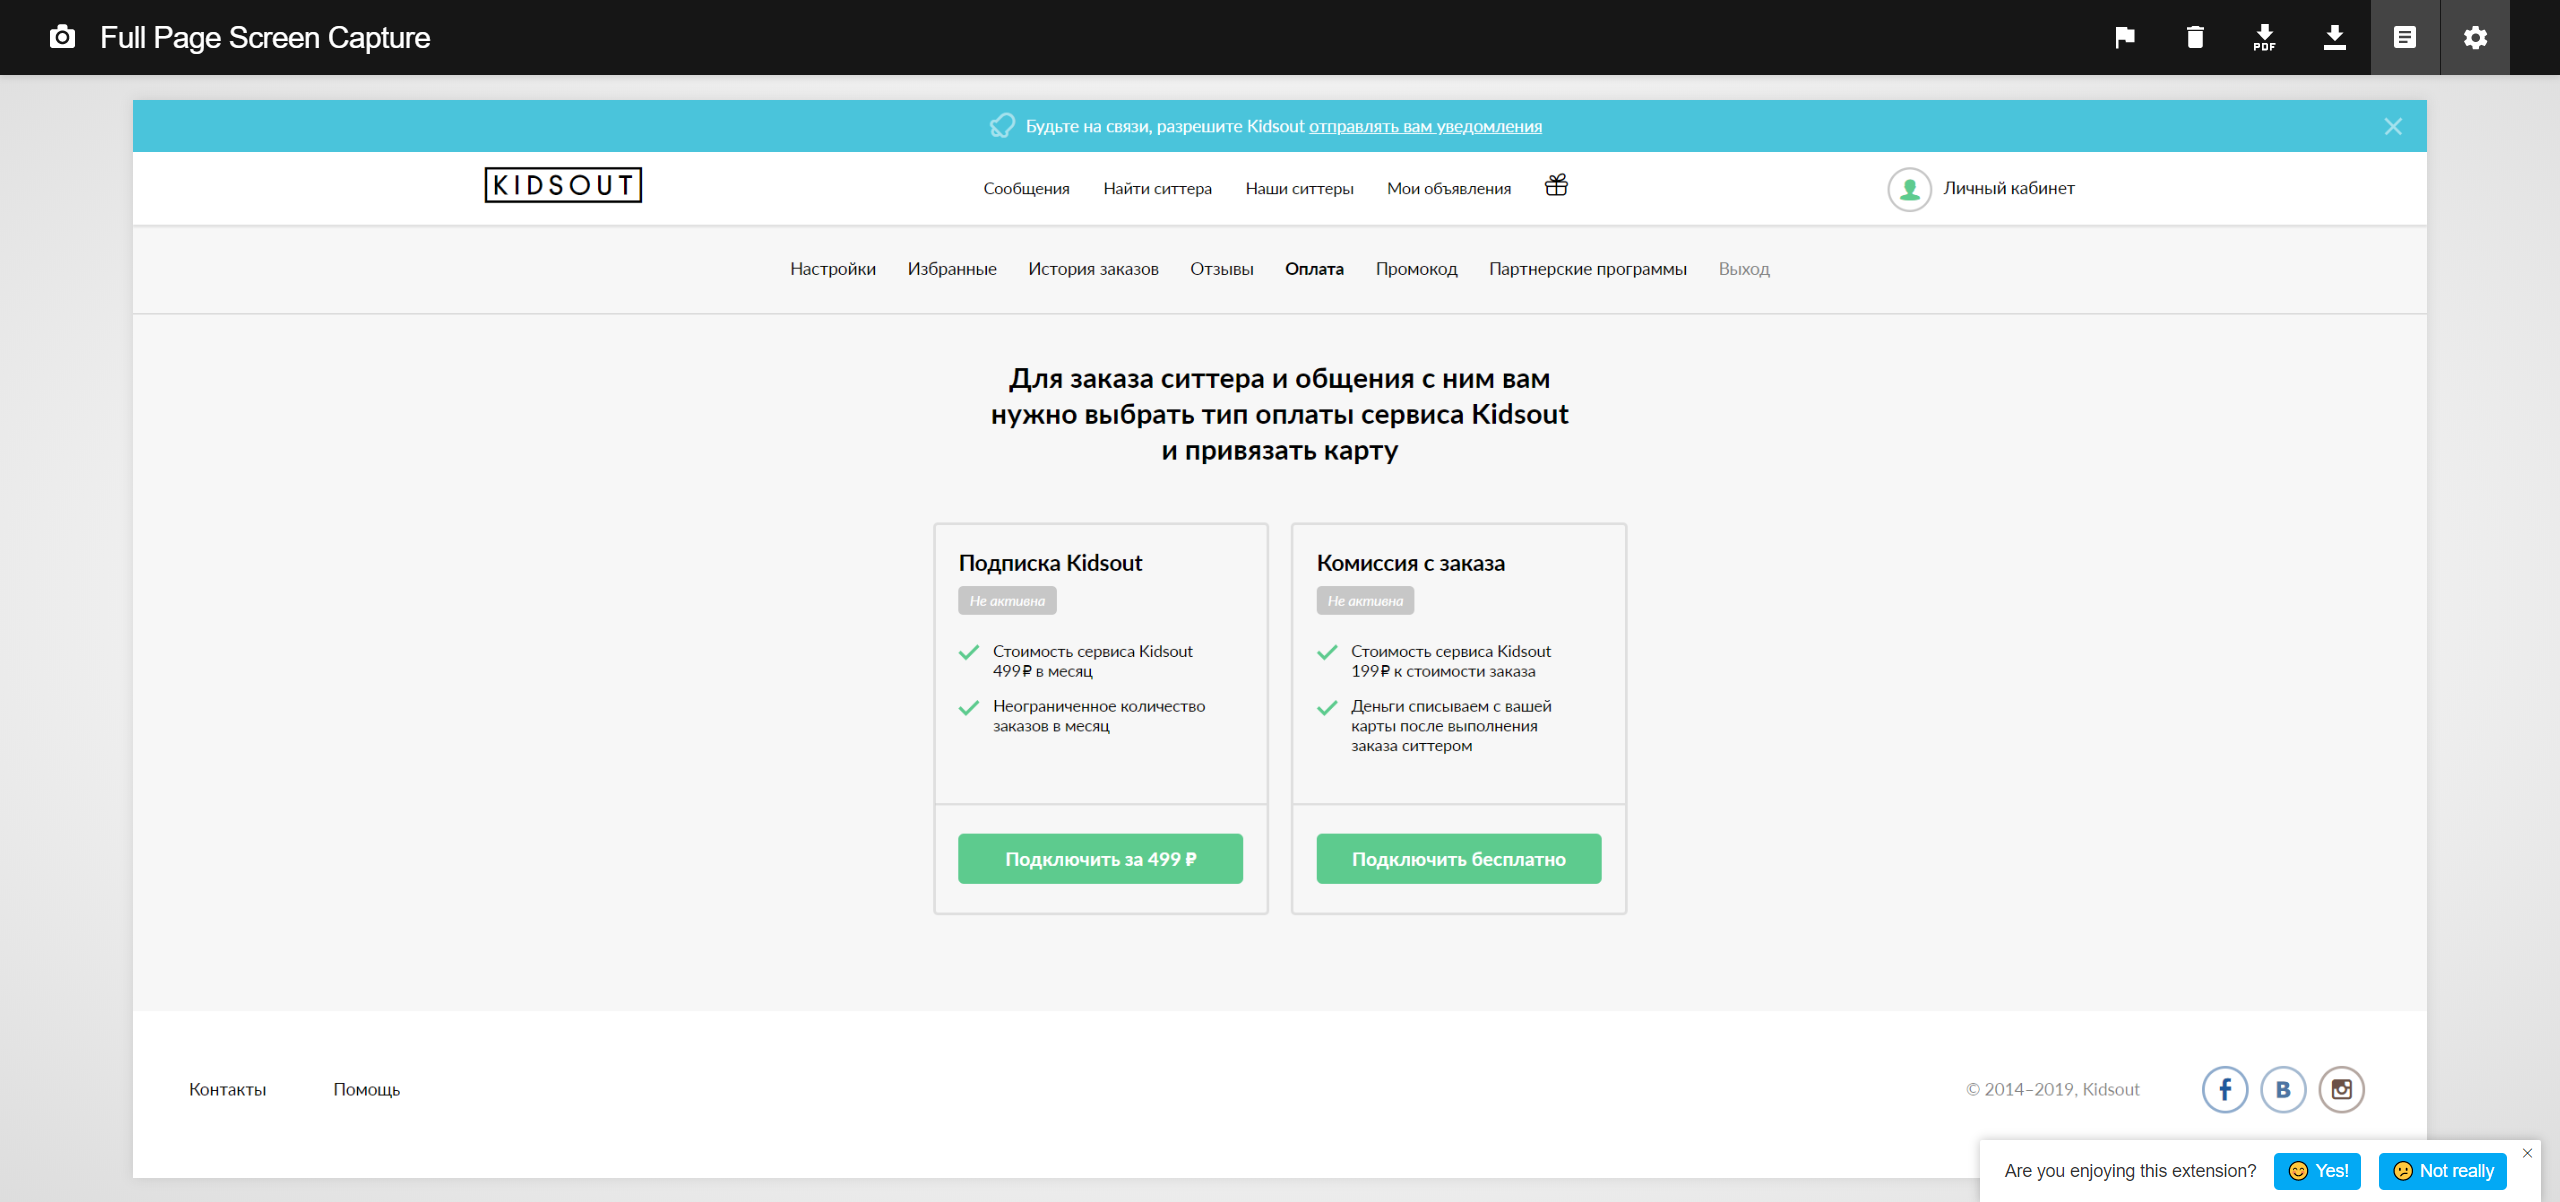 Full Page Screen Capture
PDF
Будьте на связи, разрешите Kidsout отправлять вам уведомления
KIDSOUT
Сообщения Найти ситтера Наши ситтеры Мои объявления
Личный кабинет
Настройки Избранные История заказов Отзывы Оплата Промокод Партнерские программы Выход
Для заказа ситтера и общения с ним вам
нужно выбрать тип оплаты сервиса Kidsout
и привязать карту
Подписка Kidsout
Не активна
Стоимость сервиса Kidsout
499₽ в месяц
Неограниченное количество
заказов в месяц
Подключить за 499 ₽
Комиссия с заказа
Не активна
Стоимость сервиса Kidsout
199₽ к стоимости заказа
Деньги списываем с вашей
карты после выполнения
заказа ситтером
Подключить бесплатно
Контакты Помощь
© 2014–2019, Kidsout
Are you enjoying this extension? Yes! Not really